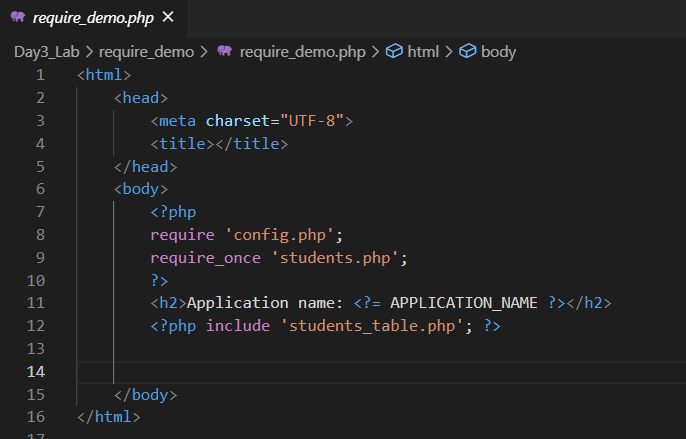 require_demo.php ×
Day3_Lab > require_demo > require_demo.php > html > body
1 <html>
2 <head>
3 <meta charset="UTF-8">
4 <title></title>
5 </head>
6 <body>
7 <?php
8 require 'config.php';
9 require_once 'students.php';
10 ?>
11 <h2>Application name: <?= APPLICATION_NAME ?></h2>
12 <?php include 'students_table.php'; ?>
13
14
15 </body>
16 </html>
17